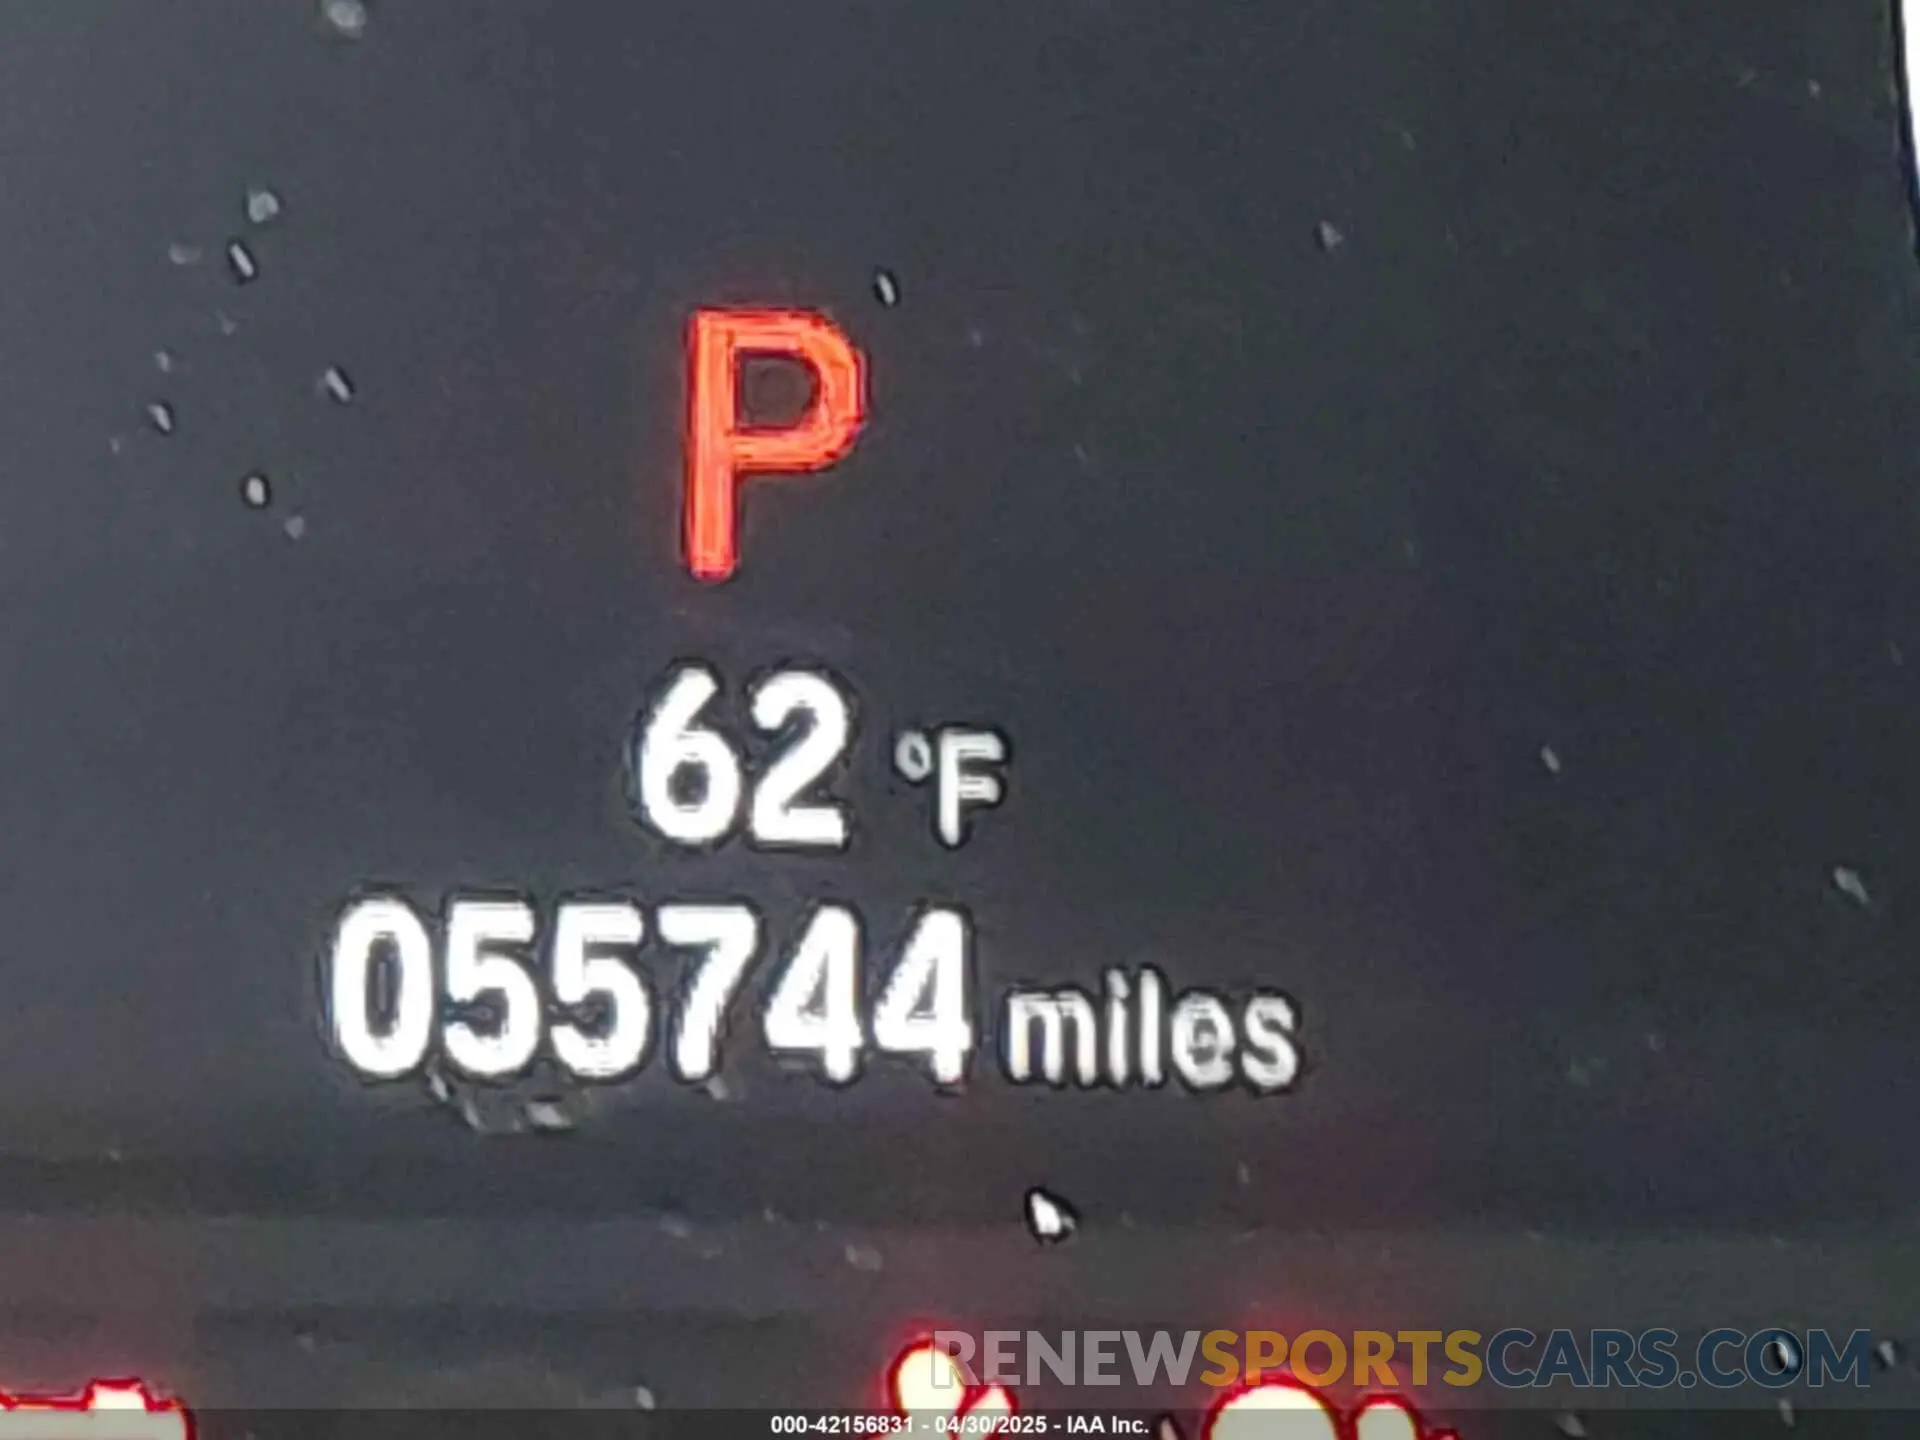 P
62 °F
055744 miles
RENEWSPORTSCARS.COM
000-42156831 - 04/30/2025 - IAA Inc.